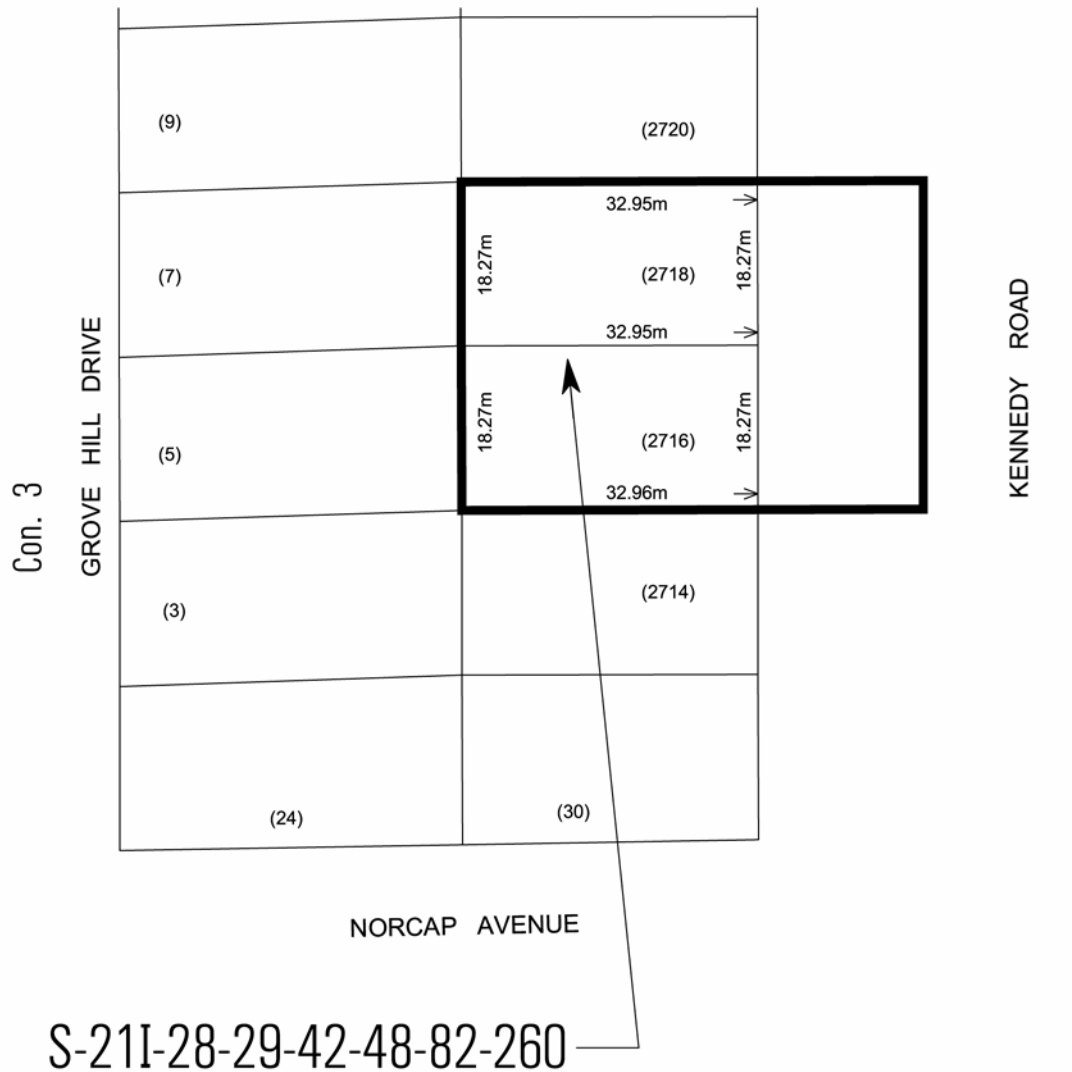 (9)
(2720)
32.95m
(7)
18.27m
(2718)
18.27m
32.95m
GROVE HILL DRIVE
KENNEDY ROAD
Con. 3
(5)
18.27m
(2716)
18.27m
32.96m
(3)
(2714)
(24)
(30)
NORCAP AVENUE
S-21I-28-29-42-48-82-260